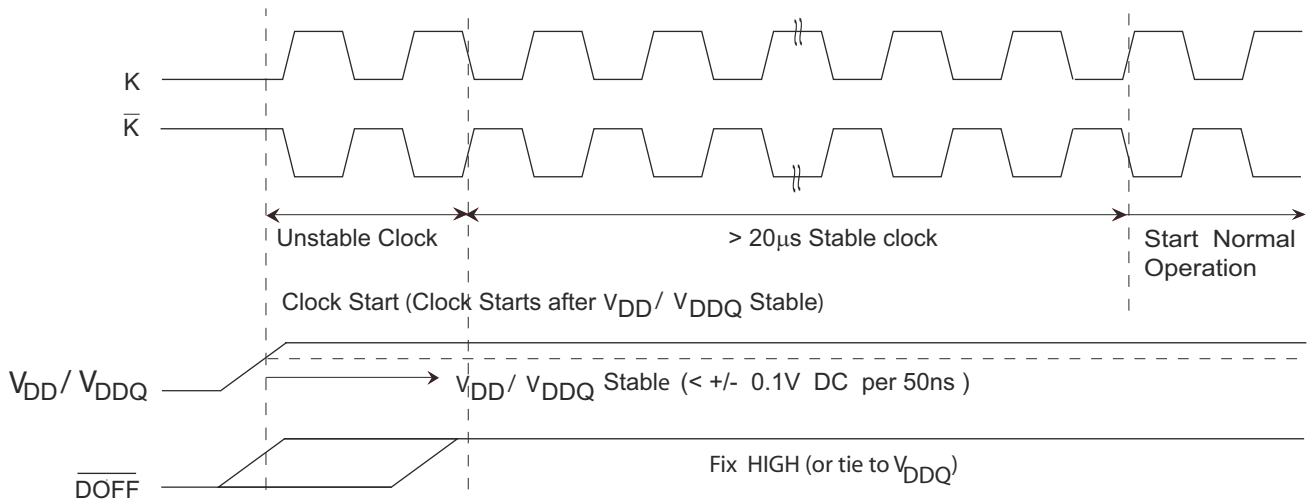 K
K̅
Unstable Clock
> 20μs Stable clock
Start Normal
Operation
Clock Start (Clock Starts after VDD/ VDDQ Stable)
VDD/ VDDQ
VDD/ VDDQ Stable (< +/- 0.1V DC per 50ns )
DOFF
Fix HIGH (or tie to VDDQ)